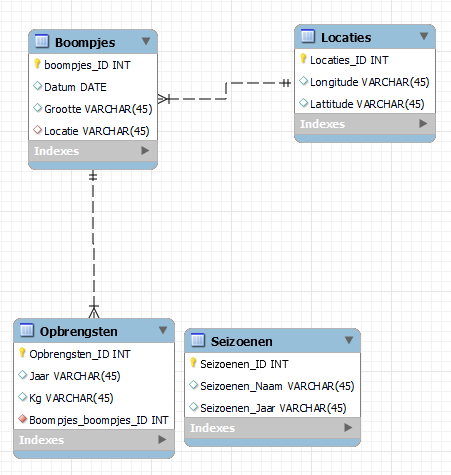 Boompjes
boompjes_ID INT
Datum DATE
Grootte VARCHAR(45)
Locatie VARCHAR(45)
Indexes
Locaties
Locaties_ID INT
Longitude VARCHAR(45)
Lattitude VARCHAR(45)
Indexes
Opbrengsten
Opbrengsten_ID INT
Jaar VARCHAR(45)
Kg VARCHAR(45)
Boompjes_boompjes_ID INT
Indexes
Seizoenen
Seizoenen_ID INT
Seizoenen_Naam VARCHAR(45)
Seizoenen_Jaar VARCHAR(45)
Indexes